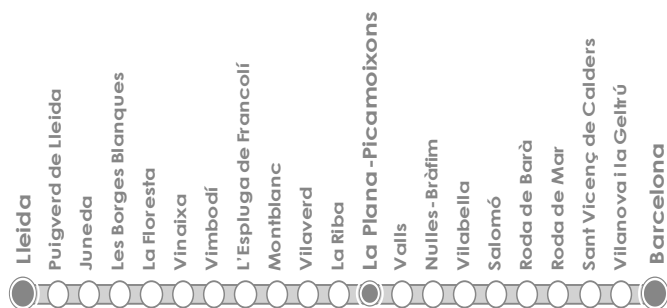 Lleida
Puigverd de Lleida
Juneda
Les Borges Blanques
La Floresta
Vinaixa
Vimbodí
L'Espluga de Francolí
Montblanc
Vilaverd
La Riba
La Plana-Picamoixons
Valls
Nulles-Bràfim
Vilabella
Salomó
Roda de Barà
Roda de Mar
Sant Vicenç de Calders
Vilanova i la Geltrú
Barcelona